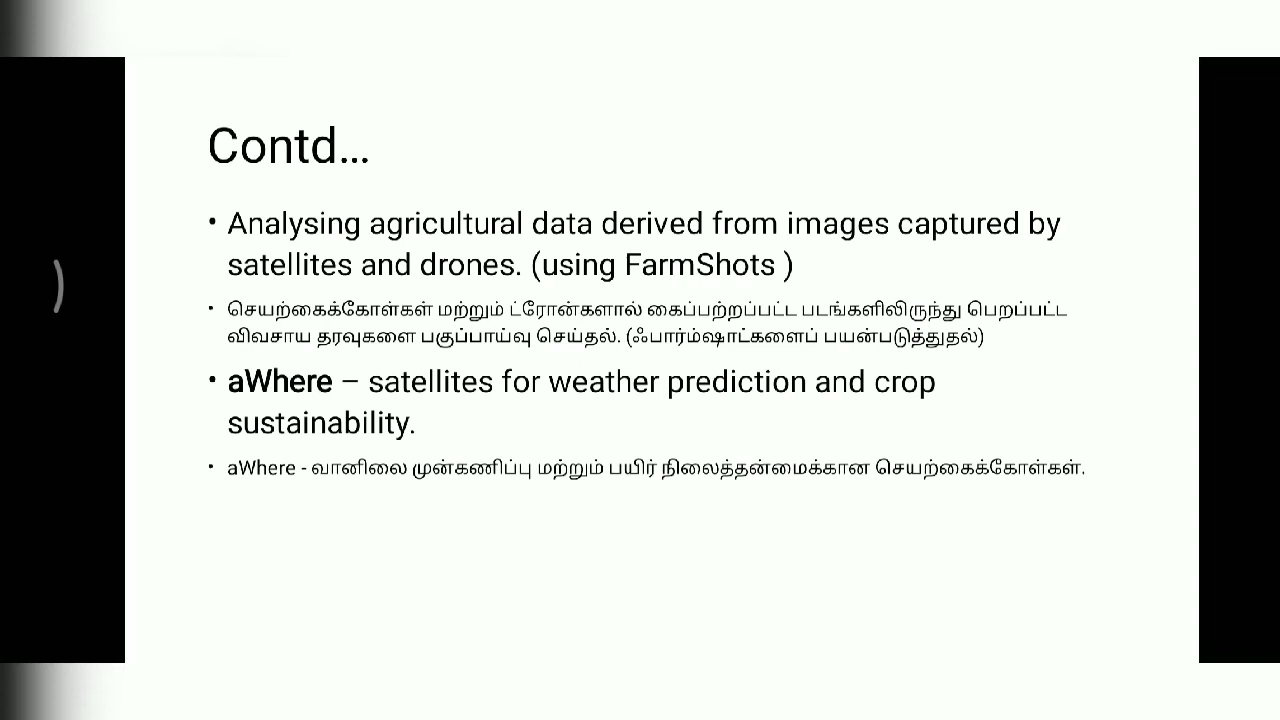 Contd...
• Analysing agricultural data derived from images captured by
satellites and drones. (using FarmShots )
• செயற்கைக்கோள்கள் மற்றும் ட்ரோன்களால் கைப்பற்றப்பட்ட படங்களிலிருந்து பெறப்பட்ட
விவசாய தரவுகளை பகுப்பாய்வு செய்தல். (ஃபார்ம்ஷாட்களைப் பயன்படுத்துதல்)
• aWhere – satellites for weather prediction and crop
sustainability.
• aWhere - வானிலை முன்கணிப்பு மற்றும் பயிர் நிலைத்தன்மைக்கான செயற்கைக்கோள்கள்.